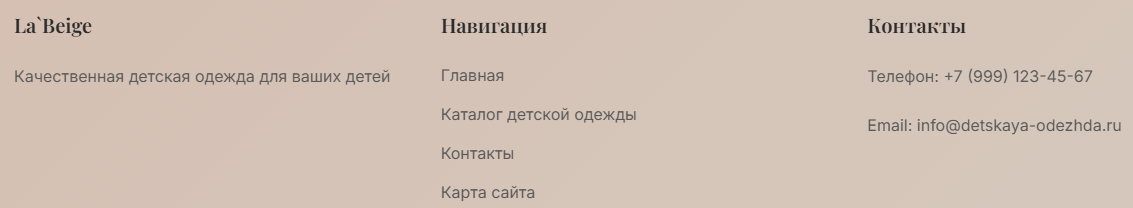 La`Beige
Качественная детская одежда для ваших детей
Навигация
Главная
Каталог детской одежды
Контакты
Карта сайта
Контакты
Телефон: +7 (999) 123-45-67
Email: info@detskaya-odezhda.ru